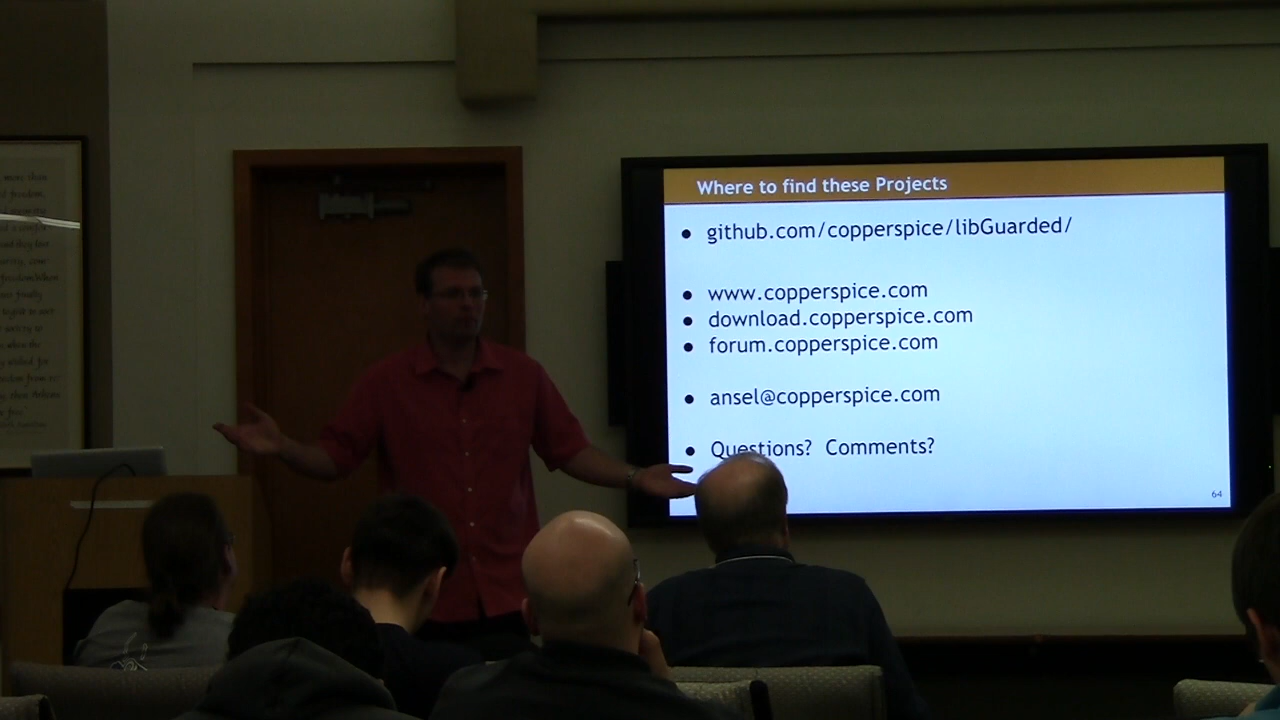 Where to find these Projects
github.com/copperspice/libGuarded/
www.copperspice.com
download.copperspice.com
forum.copperspice.com
ansel@copperspice.com
Questions? Comments?
64